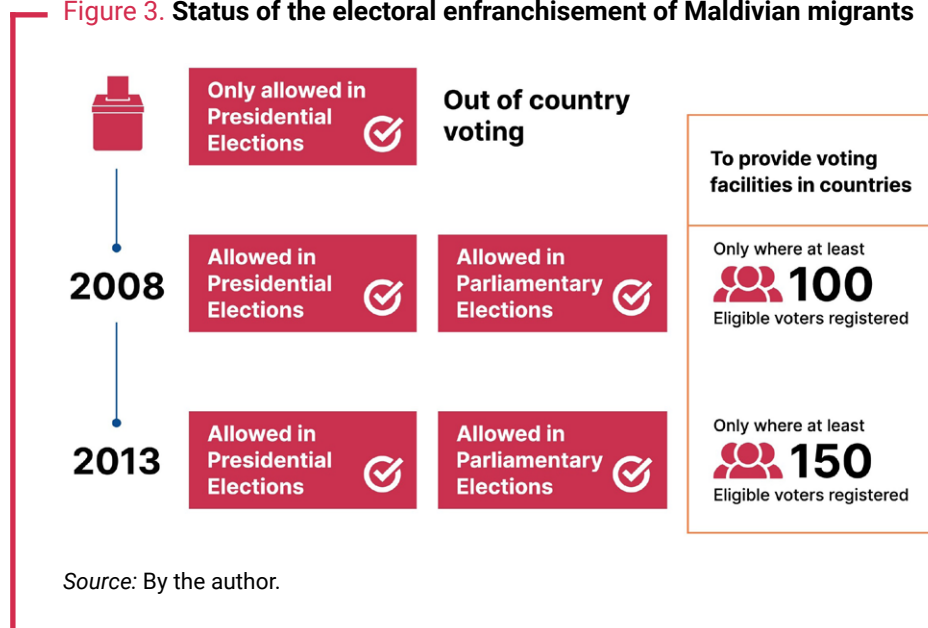 Figure 3. Status of the electoral enfranchisement of Maldivian migrants
Only allowed in
Presidential
Elections
Out of country
voting
To provide voting
facilities in countries
2008
Allowed in
Presidential
Elections
Allowed in
Parliamentary
Elections
Only where at least
100
Eligible voters registered
2013
Allowed in
Presidential
Elections
Allowed in
Parliamentary
Elections
Only where at least
150
Eligible voters registered
Source: By the author.